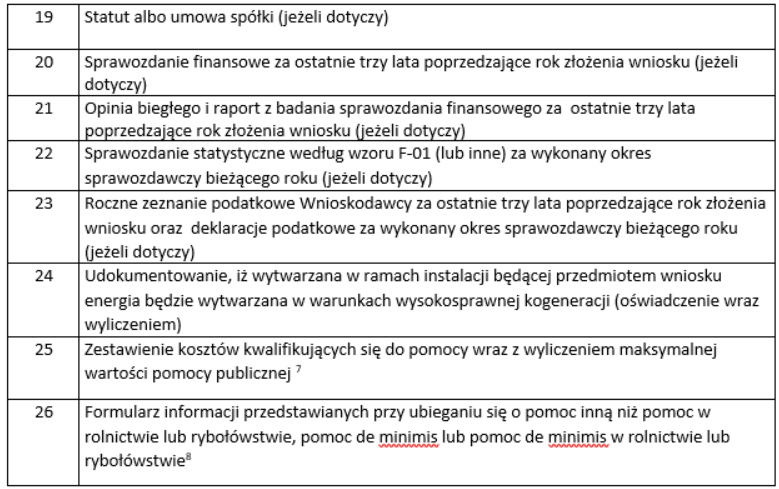 19 Statut albo umowa spółki (jeżeli dotyczy)
20 Sprawozdanie finansowe za ostatnie trzy lata poprzedzające rok złożenia wniosku (jeżeli
dotyczy)
21 Opinia biegłego i raport z badania sprawozdania finansowego za ostatnie trzy lata
poprzedzające rok złożenia wniosku (jeżeli dotyczy)
22 Sprawozdanie statystyczne według wzoru F-01 (lub inne) za wykonany okres
sprawozdawczy bieżącego roku (jeżeli dotyczy)
23 Roczne zeznanie podatkowe Wnioskodawcy za ostatnie trzy lata poprzedzające rok złożenia
wniosku oraz deklaracje podatkowe za wykonany okres sprawozdawczy bieżącego roku
(jeżeli dotyczy)
24 Udokumentowanie, iż wytwarzana w ramach instalacji będącej przedmiotem wniosku
energia będzie wytwarzana w warunkach wysokosprawnej kogeneracji (oświadczenie wraz
wyliczeniem)
25 Zestawienie kosztów kwalifikujących się do pomocy wraz z wyliczeniem maksymalnej
wartości pomocy publicznej ⁷
26 Formularz informacji przedstawianych przy ubieganiu się o pomoc inną niż pomoc w
rolnictwie lub rybołówstwie, pomoc de minimis lub pomoc de minimis w rolnictwie lub
rybołówstwie⁸